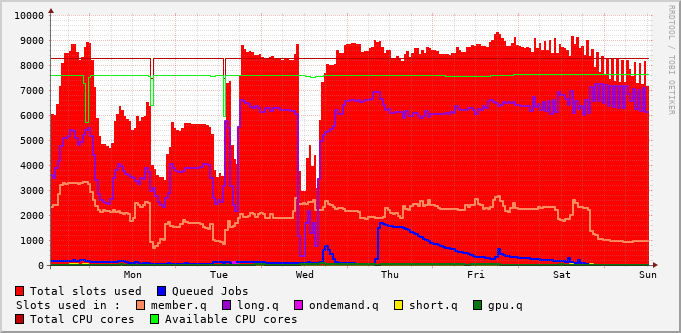 10000
9000
8000
7000
6000
5000
4000
3000
2000
1000
0
Mon Tue Wed Thu Fri Sat Sun
RRDTOOL / TOBI OETIKER
Total slots used Queued Jobs
Slots used in : member.q long.q ondemand.q short.q gpu.q
Total CPU cores Available CPU cores